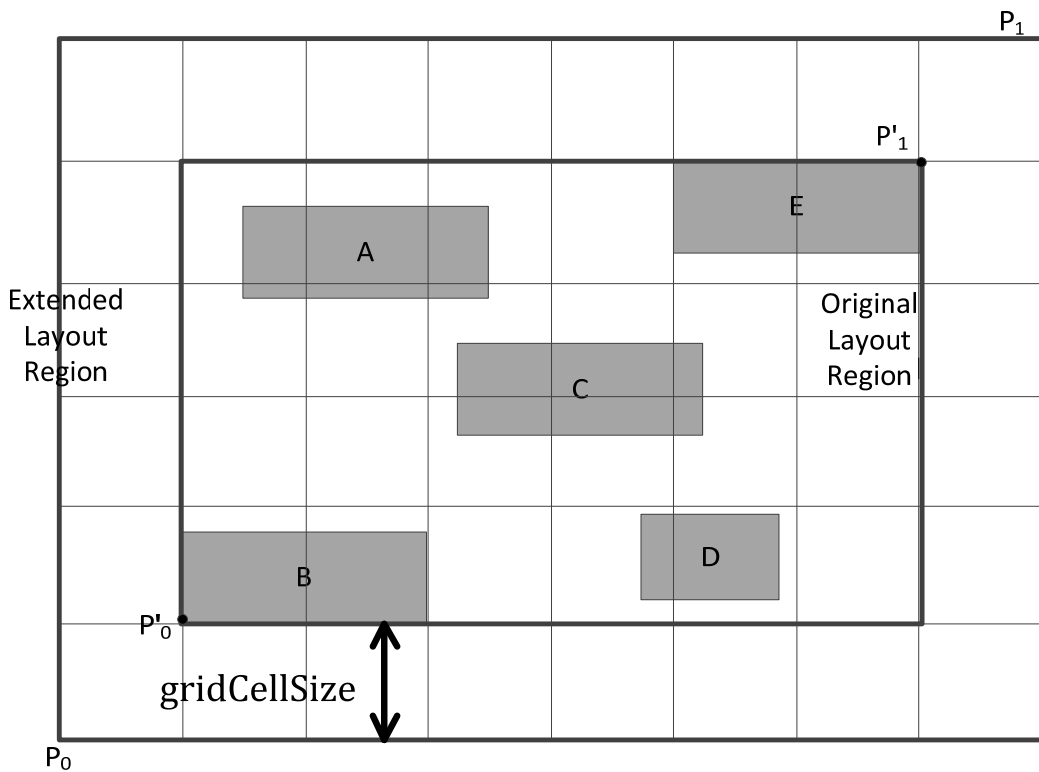 P₁
P'₁
E
A
Extended
Layout
Region
Original
Layout
Region
C
D
B
P'₀
gridCellSize
P₀